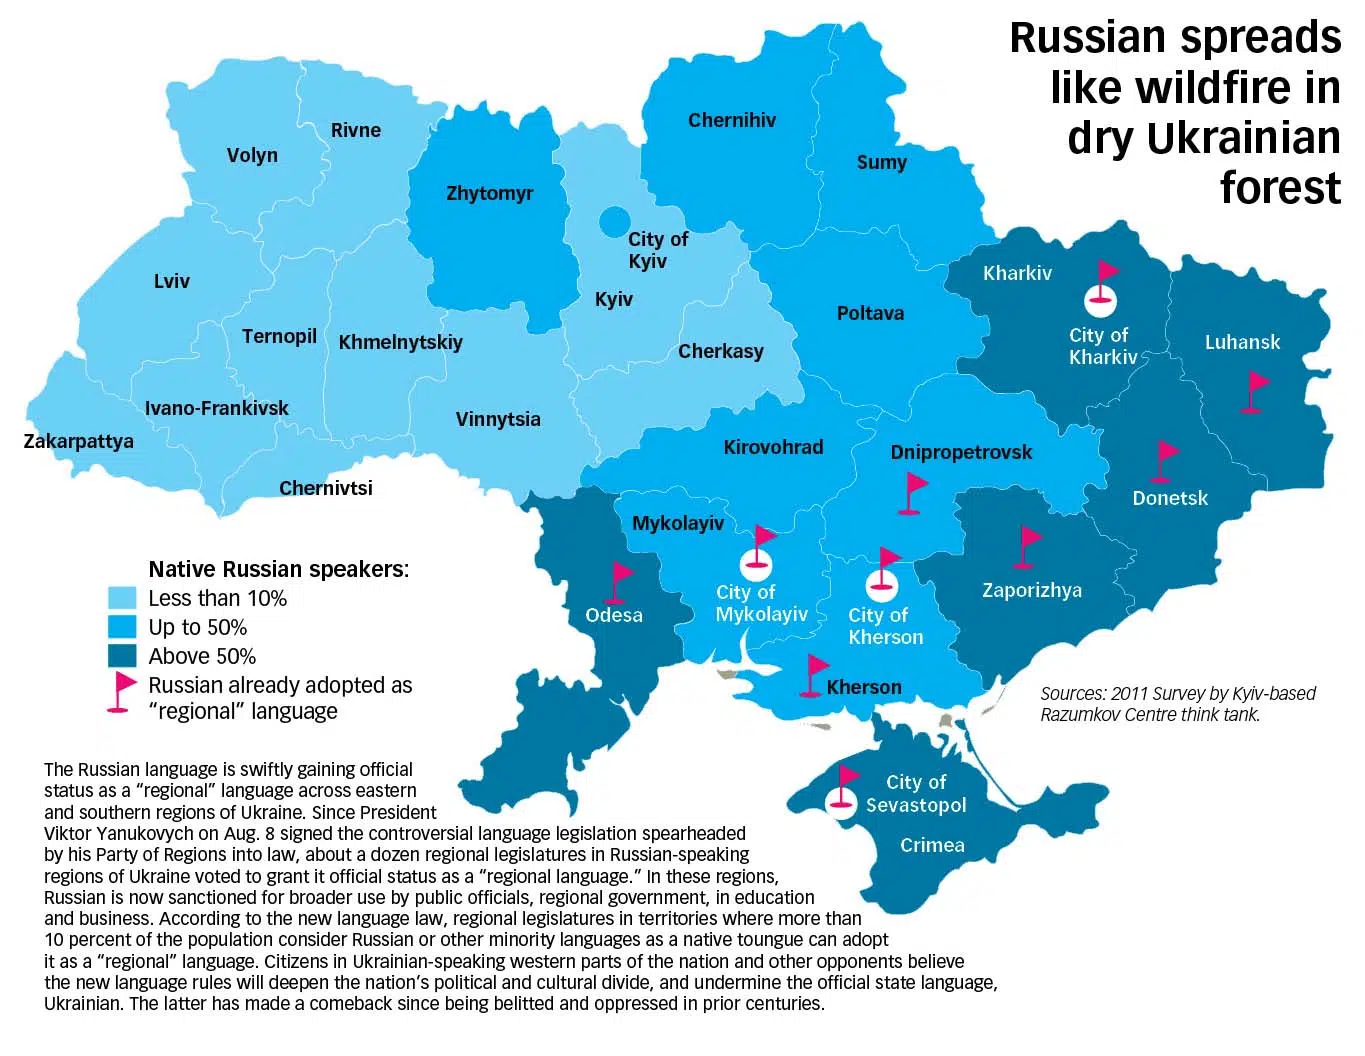 Russian spreads
like wildfire in
dry Ukrainian
forest
Chernihiv
Rivne
Volyn
Sumy
Zhytomyr
City of
Kyiv
Kharkiv
Lviv
Kyiv
Poltava
Ternopil
Khmelnytskiy
City of
Kharkiv
Luhansk
Cherkasy
Ivano-Frankivsk
Vinnytsia
Zakarpattya
Kirovohrad
Dnipropetrovsk
Chernivtsi
Donetsk
Mykolayiv
Zaporizhya
City of
Mykolayiv
Odesa
City of
Kherson
Kherson
City of
Sevastopol
Crimea
Native Russian speakers:
Less than 10%
Up to 50%
Above 50%
Russian already adopted as
“regional” language
Sources: 2011 Survey by Kyiv-based
Razumkov Centre think tank.
The Russian language is swiftly gaining official
status as a “regional” language across eastern
and southern regions of Ukraine. Since President
Viktor Yanukovych on Aug. 8 signed the controversial language legislation spearheaded
by his Party of Regions into law, about a dozen regional legislatures in Russian-speaking
regions of Ukraine voted to grant it official status as a “regional language.” In these regions,
Russian is now sanctioned for broader use by public officials, regional government, in education
and business. According to the new language law, regional legislatures in territories where more than
10 percent of the population consider Russian or other minority languages as a native toungue can adopt
it as a “regional” language. Citizens in Ukrainian-speaking western parts of the nation and other opponents believe
the new language rules will deepen the nation’s political and cultural divide, and undermine the official state language,
Ukrainian. The latter has made a comeback since being belitted and oppressed in prior centuries.